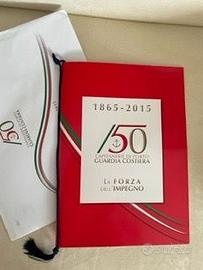 1865-2015
150
CAPITANERIE DI PORTO
GUARDIA COSTIERA
LA FORZA
DELL'IMPEGNO